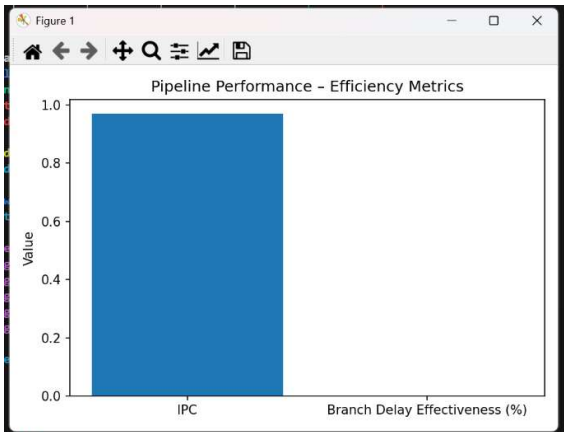 Figure 1
Pipeline Performance – Efficiency Metrics
1.0
0.8
0.6
0.4
0.2
0.0
Value
IPC
Branch Delay Effectiveness (%)